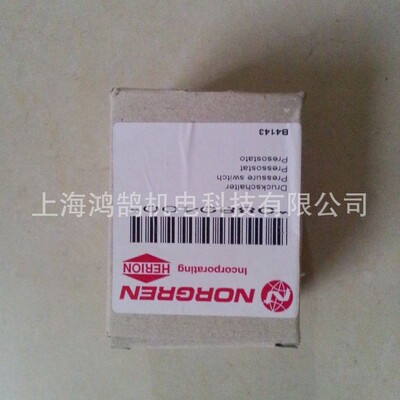 NORGREN
Incorporating HERION
Druckschalter
Pressure switch
Pressostat
Presostato
B4143
上海鸿鹄机电科技有限公司